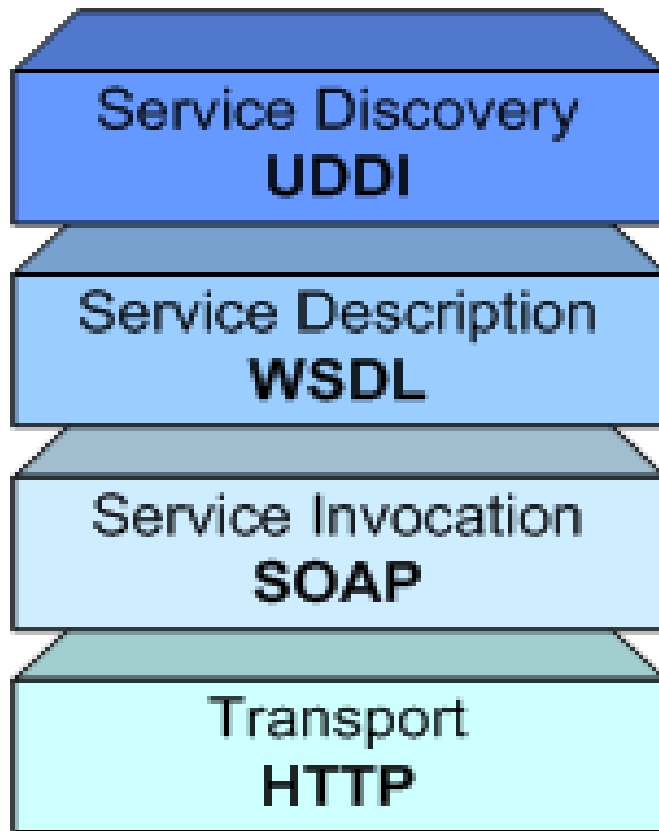 Service Discovery
UDDI
Service Description
WSDL
Service Invocation
SOAP
Transport
HTTP